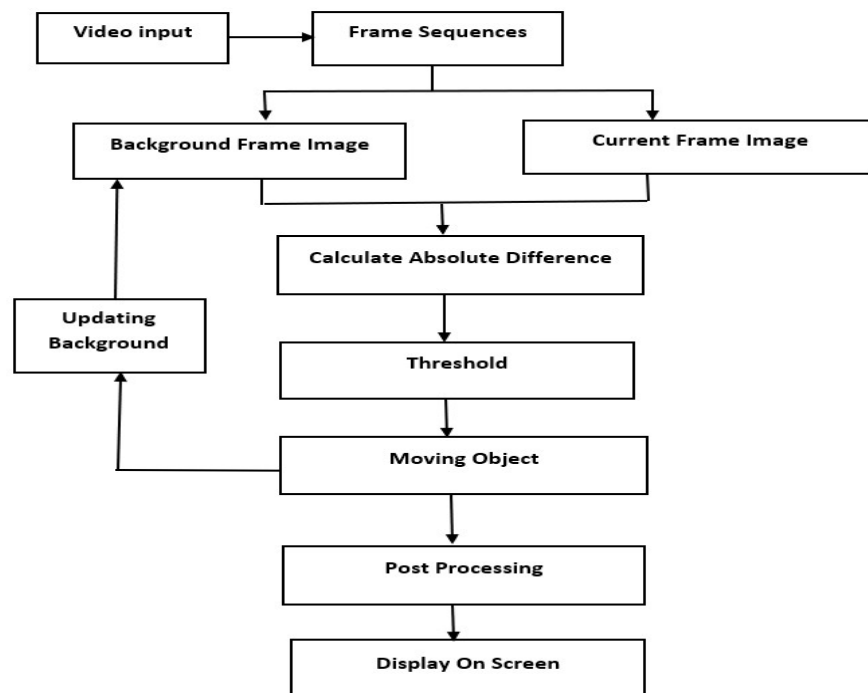 Video input
Frame Sequences
Background Frame Image
Current Frame Image
Calculate Absolute Difference
Updating
Background
Threshold
Moving Object
Post Processing
Display On Screen